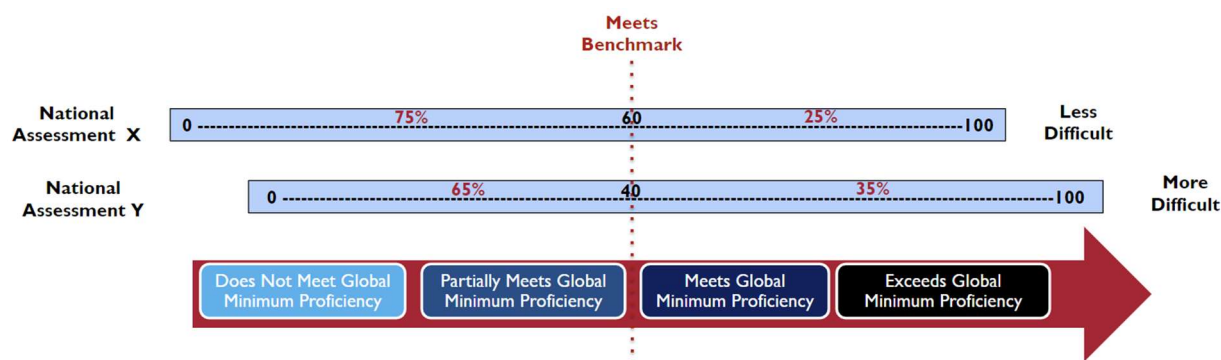 Meets
Benchmark
National
Assessment X
0 ---------------------------------------------------------------------------------------100
75%
60
25%
Less
Difficult
National
Assessment Y
0 ---------------------------------------------------------------------------------------100
65%
40
35%
More
Difficult
Does Not Meet Global
Minimum Proficiency
Partially Meets Global
Minimum Proficiency
Meets Global
Minimum Proficiency
Exceeds Global
Minimum Proficiency